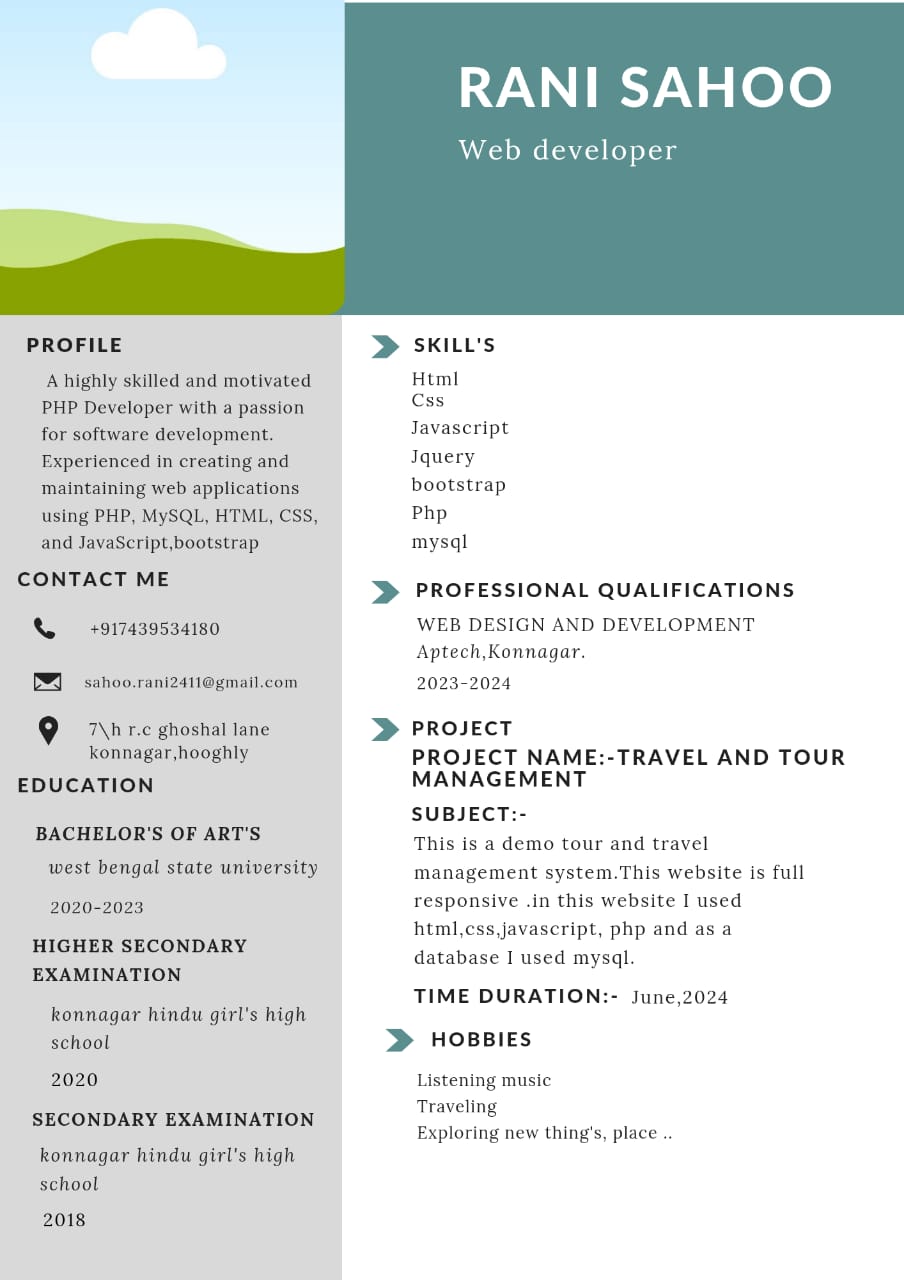 RANI SAHOO
Web developer
PROFILE
A highly skilled and motivated
PHP Developer with a passion
for software development.
Experienced in creating and
maintaining web applications
using PHP, MySQL, HTML, CSS,
and JavaScript,bootstrap
CONTACT ME
+917439534180
sahoo.rani2411@gmail.com
7\h r.c ghoshal lane
konnagar,hooghly
EDUCATION
BACHELOR'S OF ART'S
west bengal state university
2020-2023
HIGHER SECONDARY
EXAMINATION
konnagar hindu girl's high
school
2020
SECONDARY EXAMINATION
konnagar hindu girl's high
school
2018
SKILL'S
Html
Css
Javascript
Jquery
bootstrap
Php
mysql
PROFESSIONAL QUALIFICATIONS
WEB DESIGN AND DEVELOPMENT
Aptech,Konnagar.
2023-2024
PROJECT
PROJECT NAME:-TRAVEL AND TOUR
MANAGEMENT
SUBJECT:-
This is a demo tour and travel
management system.This website is full
responsive .in this website I used
html,css,javascript, php and as a
database I used mysql.
TIME DURATION:- June,2024
HOBBIES
Listening music
Traveling
Exploring new thing's, place ..